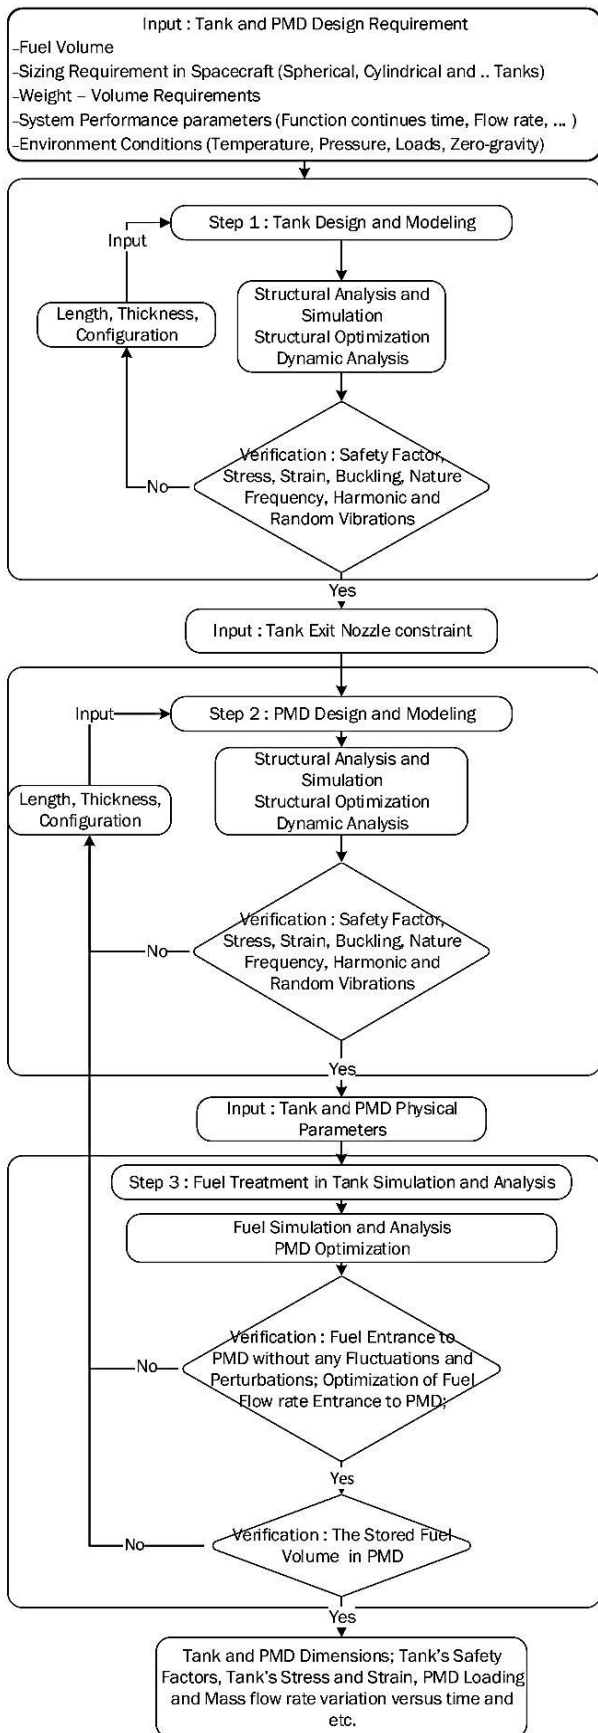 Input : Tank and PMD Design Requirement
-Fuel Volume
-Sizing Requirement in Spacecraft (Spherical, Cylindrical and .. Tanks)
-Weight – Volume Requirements
-System Performance parameters (Function continues time, Flow rate, ... )
-Environment Conditions (Temperature, Pressure, Loads, Zero-gravity)
Step 1 : Tank Design and Modeling
Input
Structural Analysis and
Simulation
Structural Optimization
Dynamic Analysis
Length, Thickness,
Configuration
Verification : Safety Factor,
Stress, Strain, Buckling, Nature
Frequency, Harmonic and
Random Vibrations
No
Yes
Input : Tank Exit Nozzle constraint
Input
Step 2 : PMD Design and Modeling
Structural Analysis and
Simulation
Structural Optimization
Dynamic Analysis
Length, Thickness,
Configuration
Verification : Safety Factor,
Stress, Strain, Buckling, Nature
Frequency, Harmonic and
Random Vibrations
No
Yes
Input : Tank and PMD Physical
Parameters
Step 3 : Fuel Treatment in Tank Simulation and Analysis
Fuel Simulation and Analysis
PMD Optimization
Verification : Fuel Entrance to
PMD without any Fluctuations and
Perturbations; Optimization of Fuel
Flow rate Entrance to PMD;
No
Yes
Verification : The Stored Fuel
Volume in PMD
No
Yes
Tank and PMD Dimensions; Tank's Safety
Factors, Tank's Stress and Strain, PMD Loading
and Mass flow rate variation versus time and
etc.